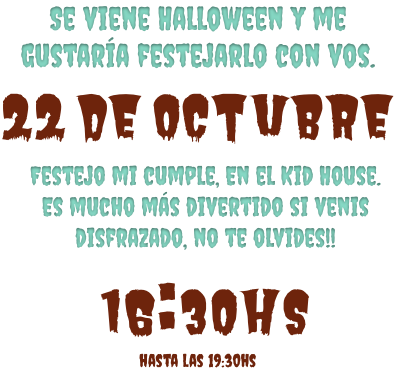 SE VIENE HALLOWEEN Y ME
GUSTARÍA FESTEJARLO CON VOS.
22 DE OCTUBRE
FESTEJO MI CUMPLE, EN EL KID HOUSE.
ES MUCHO MÁS DIVERTIDO SI VENIS
DISFRAZADO, NO TE OLVIDES!!
16:30HS
HASTA LAS 19:30HS